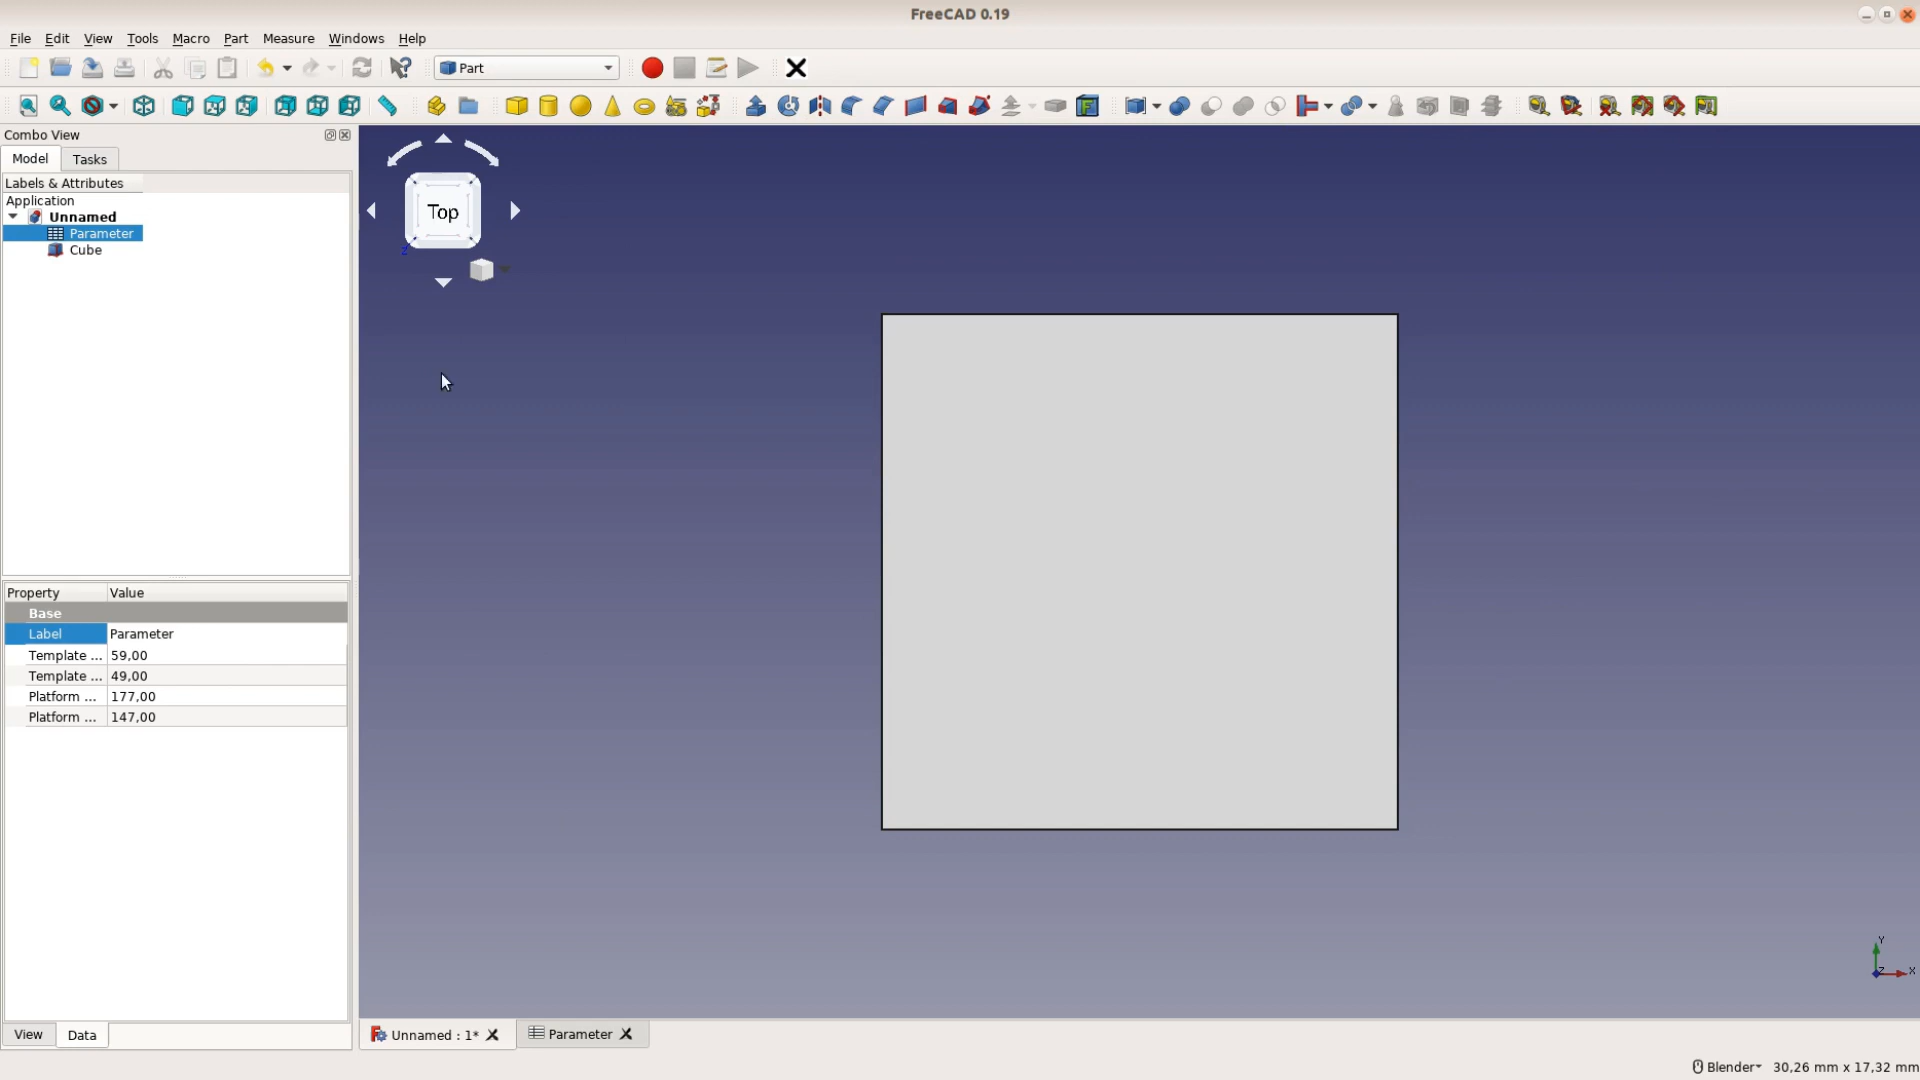 FreeCAD 0.19
File Edit View Tools Macro Part Measure Windows Help
Part
Combo View
Model Tasks
Labels & Attributes
Application
Unnamed
Parameter
Cube
Top
Z
Property Value
Base
Label Parameter
Template ... 59,00
Template ... 49,00
Platform ... 177,00
Platform ... 147,00
Y
Z X
View Data
Unnamed : 1*
Parameter
Blender 30,26 mm x 17,32 mm